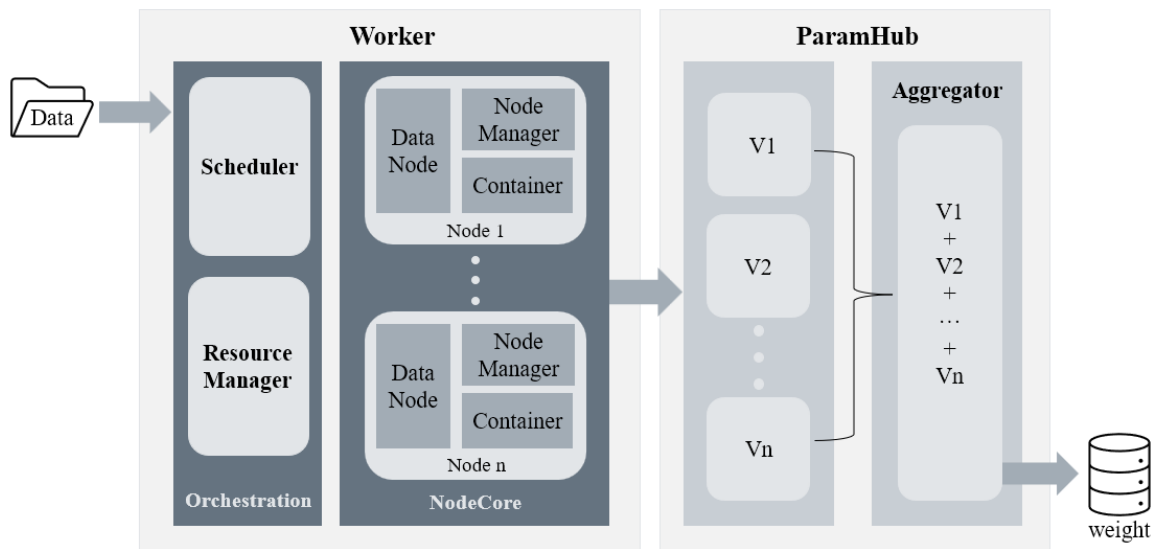 Worker
ParamHub
Data
Scheduler
Resource
Manager
Orchestration
Data
Node
Node
Manager
Container
Node 1
Data
Node
Node
Manager
Container
Node n
NodeCore
V1
V2
Vn
Aggregator
V1
+
V2
+
...
+
Vn
weight